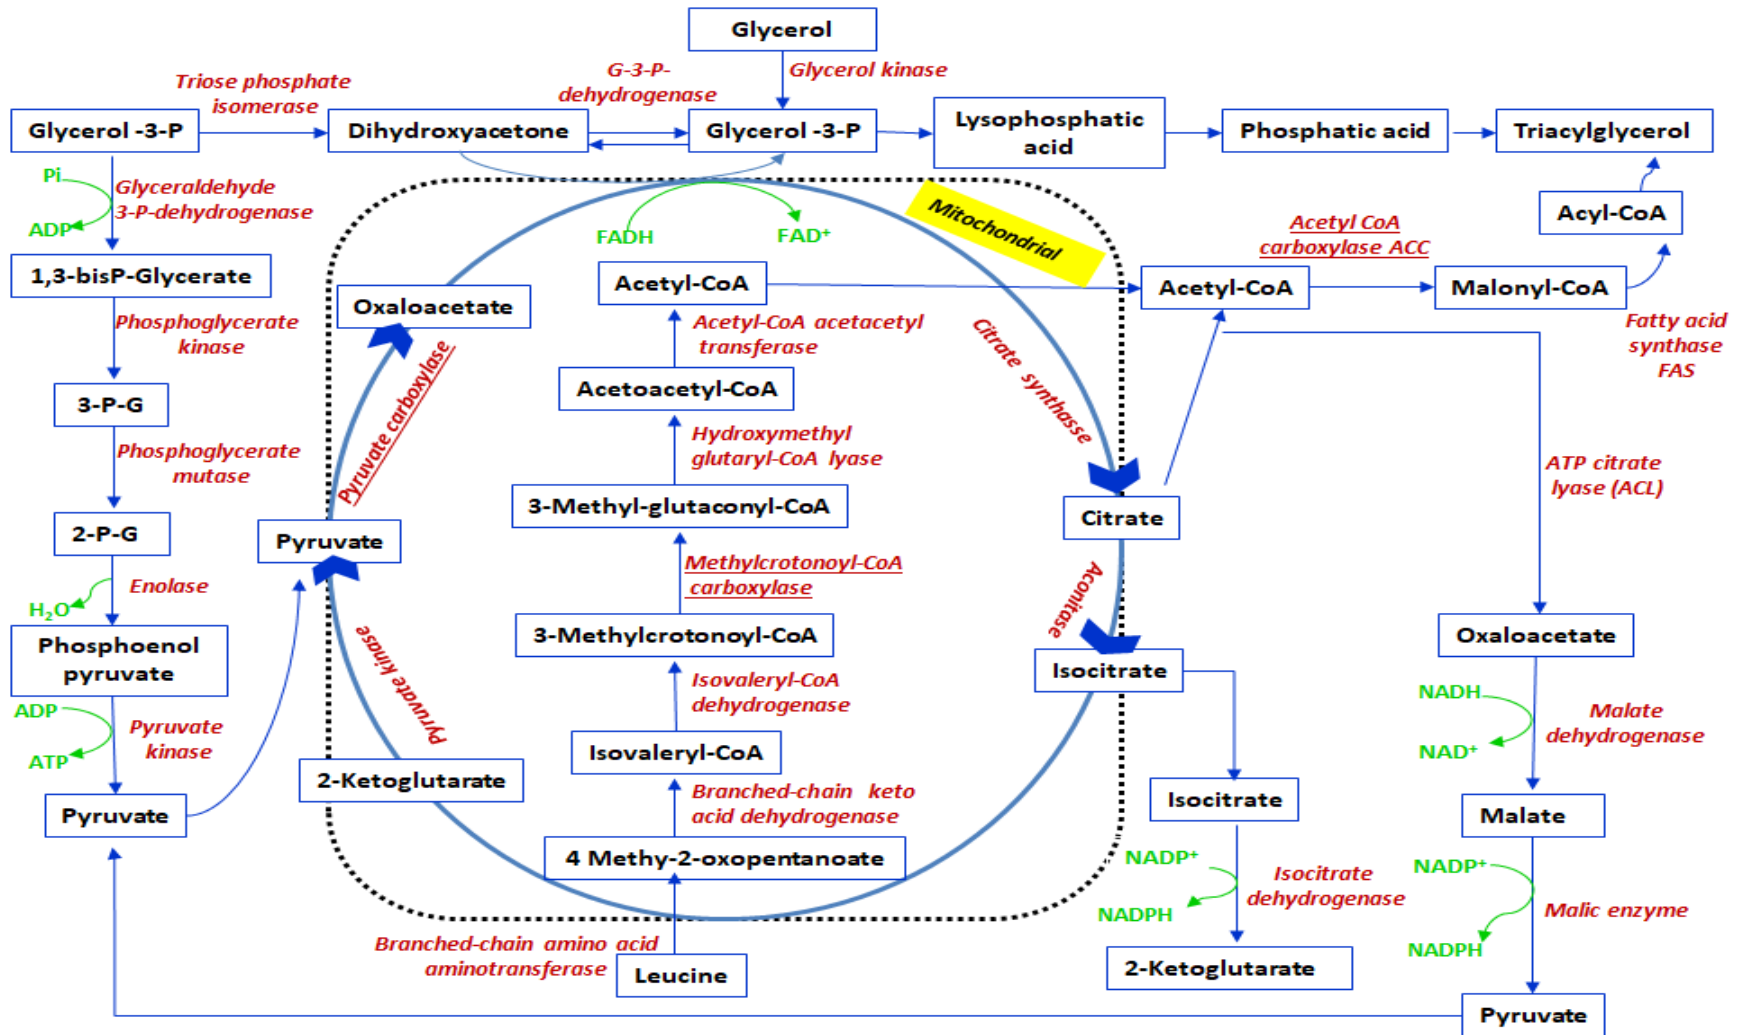 Glycerol
Triose phosphate
isomerase
G-3-P-
dehydrogenase
Glycerol kinase
Glycerol -3-P
Dihydroxyacetone
Glycerol -3-P
Lysophosphatic
acid
Phosphatic acid
Triacylglycerol
Pi
Glyceraldehyde
3-P-dehydrogenase
ADP
Mitochondrial
FADH
FAD+
Acetyl CoA
carboxylase ACC
Acyl-CoA
1,3-bisP-Glycerate
Oxaloacetate
Acetyl-CoA
Acetyl-CoA
Malonyl-CoA
Phosphoglycerate
kinase
Acetyl-CoA acetacetyl
transferase
Citrate synthasse
Fatty acid
synthase
FAS
3-P-G
Pyruvate carboxylase
Acetoacetyl-CoA
Phosphoglycerate
mutase
Hydroxymethyl
glutaryl-CoA lyase
ATP citrate
lyase (ACL)
2-P-G
Pyruvate
3-Methyl-glutaconyl-CoA
Citrate
Enolase
H₂O
Methylcrotonoyl-CoA
carboxylase
Aconitase
Phosphoenol
pyruvate
Pyruvate kinase
3-Methylcrotonoyl-CoA
Isocitrate
Oxaloacetate
ADP
Pyruvate
kinase
ATP
Isovaleryl-CoA
dehydrogenase
NADH
Malate
dehydrogenase
NAD+
Isovaleryl-CoA
2-Ketoglutarate
Pyruvate
Branched-chain keto
acid dehydrogenase
Isocitrate
Malate
4 Methy-2-oxopentanoate
NADP+
Isocitrate
dehydrogenase
NADPH
NADP+
Malic enzyme
NADPH
Branched-chain amino acid
aminotransferase
Leucine
2-Ketoglutarate
Pyruvate